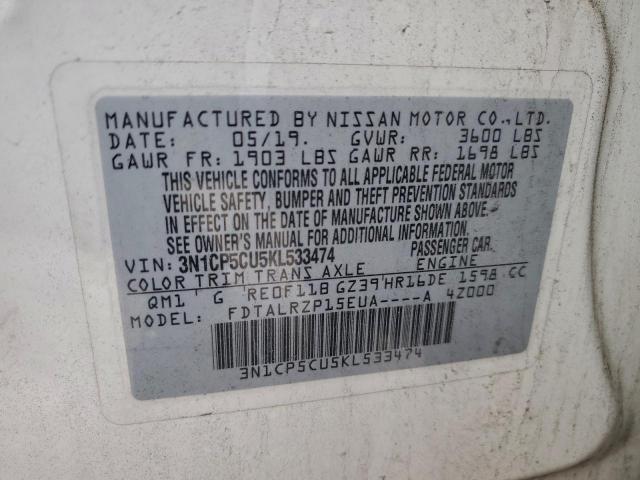 MANUFACTURED BY NISSAN MOTOR CO., LTD.
DATE: 05/19. GVWR: 3600 LBS
GAWR FR: 1903 LBS GAWR RR: 1698 LBS
THIS VEHICLE CONFORMS TO ALL APPLICABLE FEDERAL MOTOR
VEHICLE SAFETY, BUMPER AND THEFT PREVENTION STANDARDS
IN EFFECT ON THE DATE OF MANUFACTURE SHOWN ABOVE.
SEE OWNER'S MANUAL. PASSENGER CAR.
VIN: 3N1CP5CU5KL533474
COLOR TRIM TRANS AXLE ENGINE
QM1 G RE0F11B GZ39 HR16DE 1598 CC
MODEL FDTALRZP15EUA----A 4Z000
3N1CP5CU5KL533474